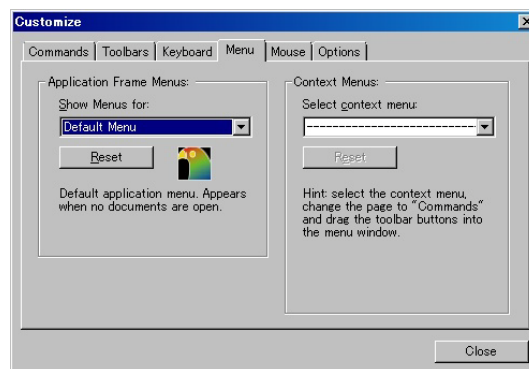 Customize
Commands Toolbars Keyboard Menu Mouse Options
Application Frame Menus:
Show Menus for:
Default Menu
Reset
Default application menu. Appears
when no documents are open.
Context Menus:
Select context menu:
Reset
Hint: select the context menu,
change the page to "Commands"
and drag the toolbar buttons into
the menu window.
Close